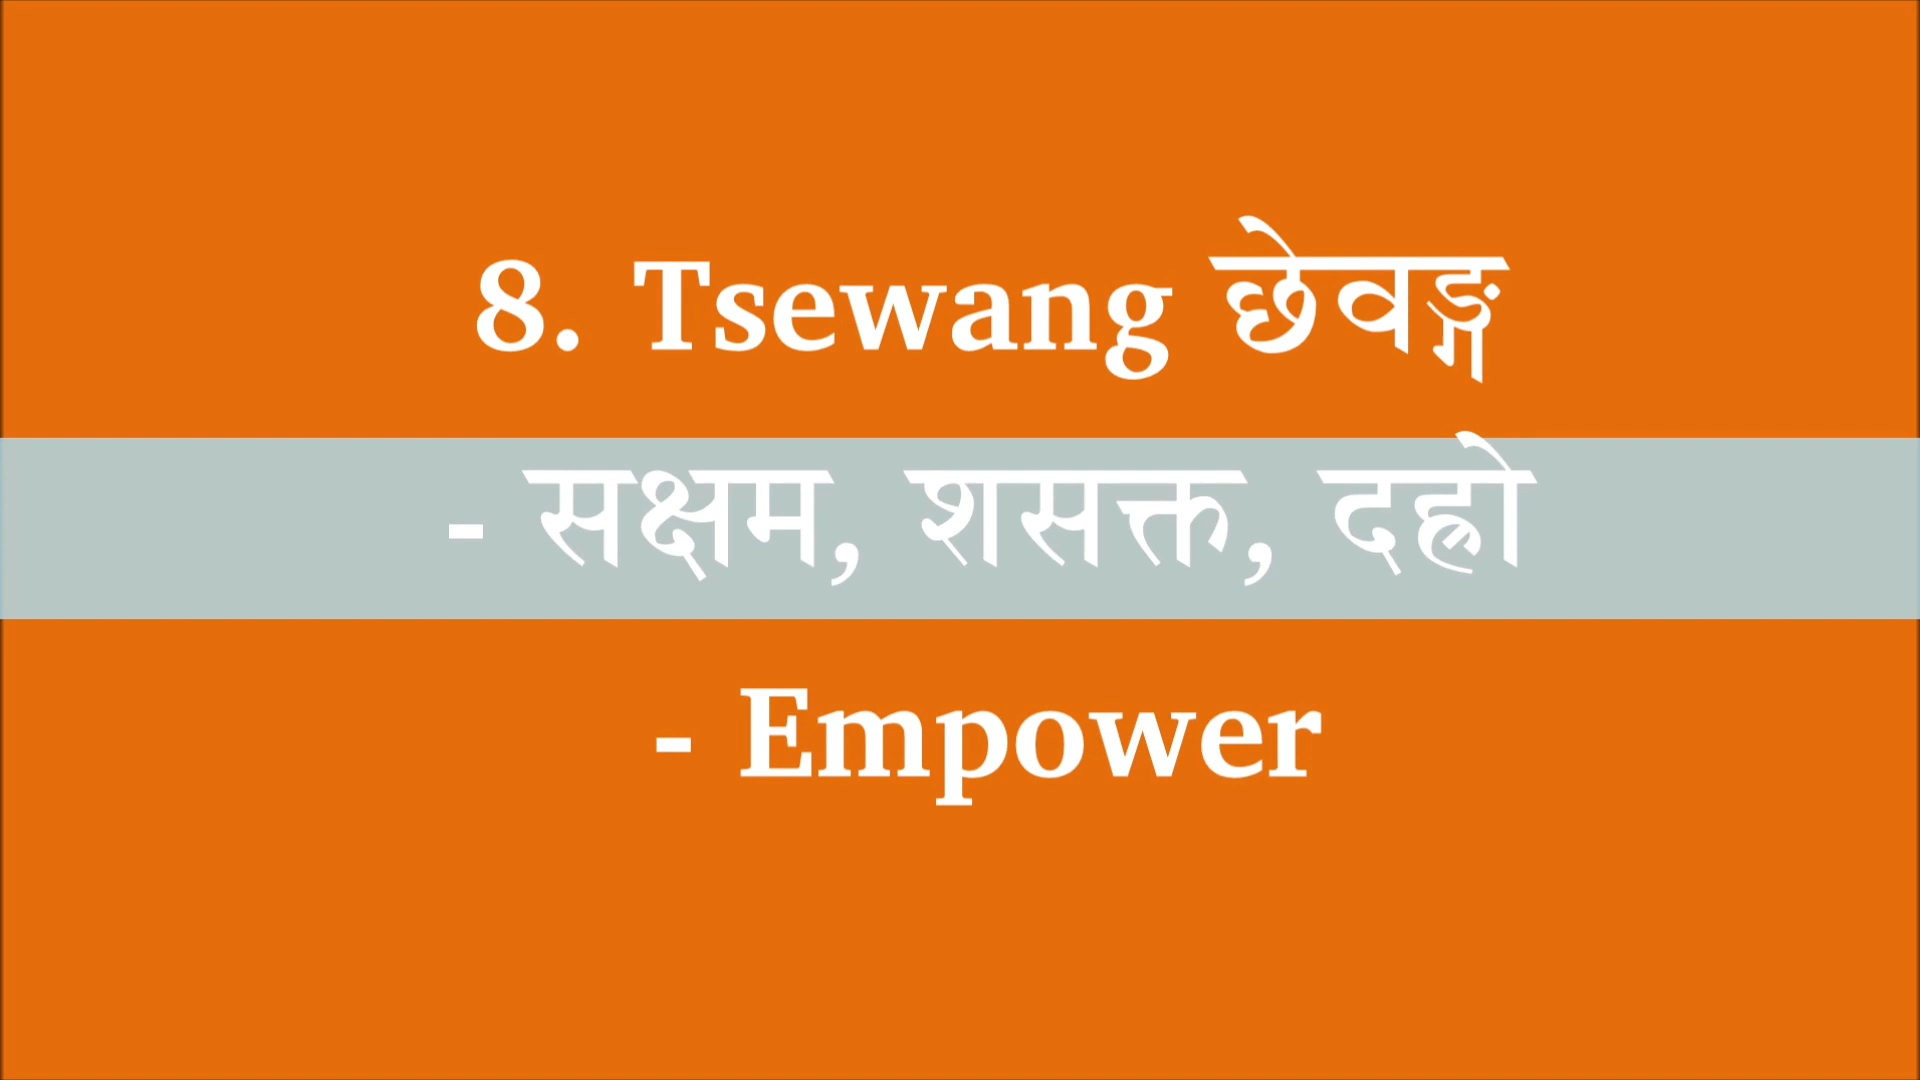 8. Tsewang छेवङ्ग
- सक्षम, शसक्त, दह्रो
- Empower